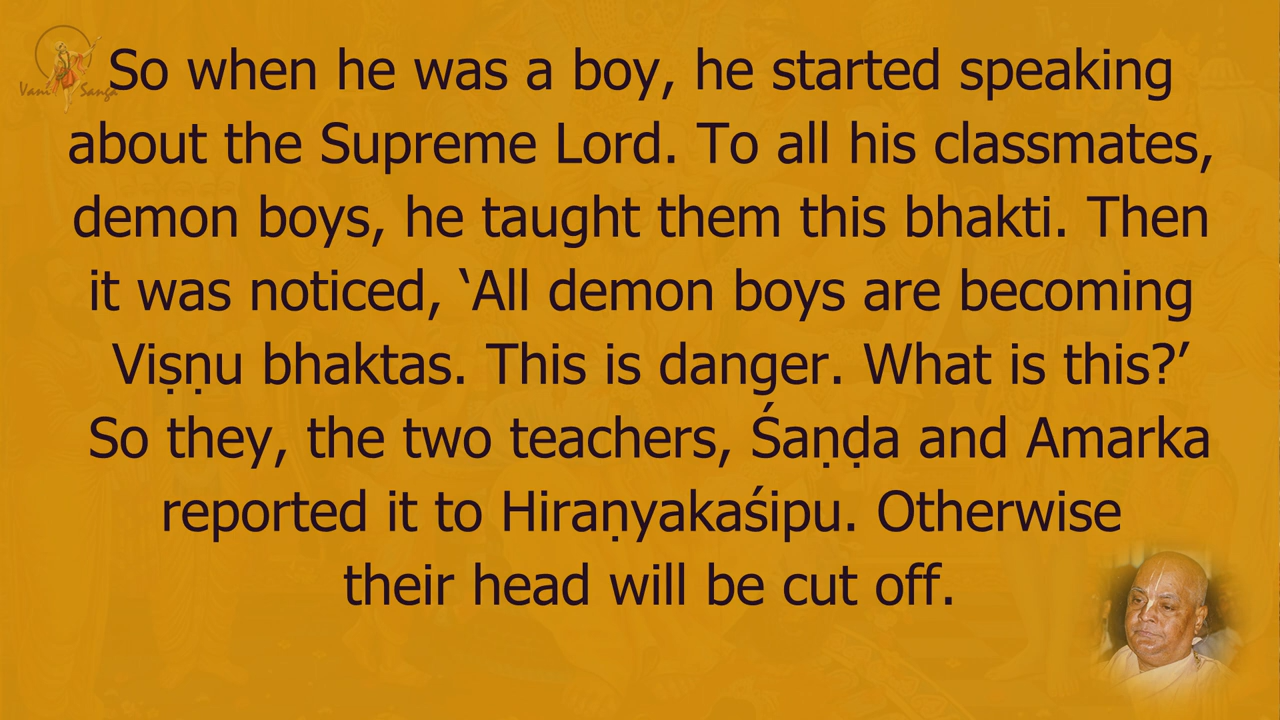 Vani Sanga
So when he was a boy, he started speaking
about the Supreme Lord. To all his classmates,
demon boys, he taught them this bhakti. Then
it was noticed, ‘All demon boys are becoming
Viṣṇu bhaktas. This is danger. What is this?’
So they, the two teachers, Śaṇḍa and Amarka
reported it to Hiraṇyakaśipu. Otherwise
their head will be cut off.